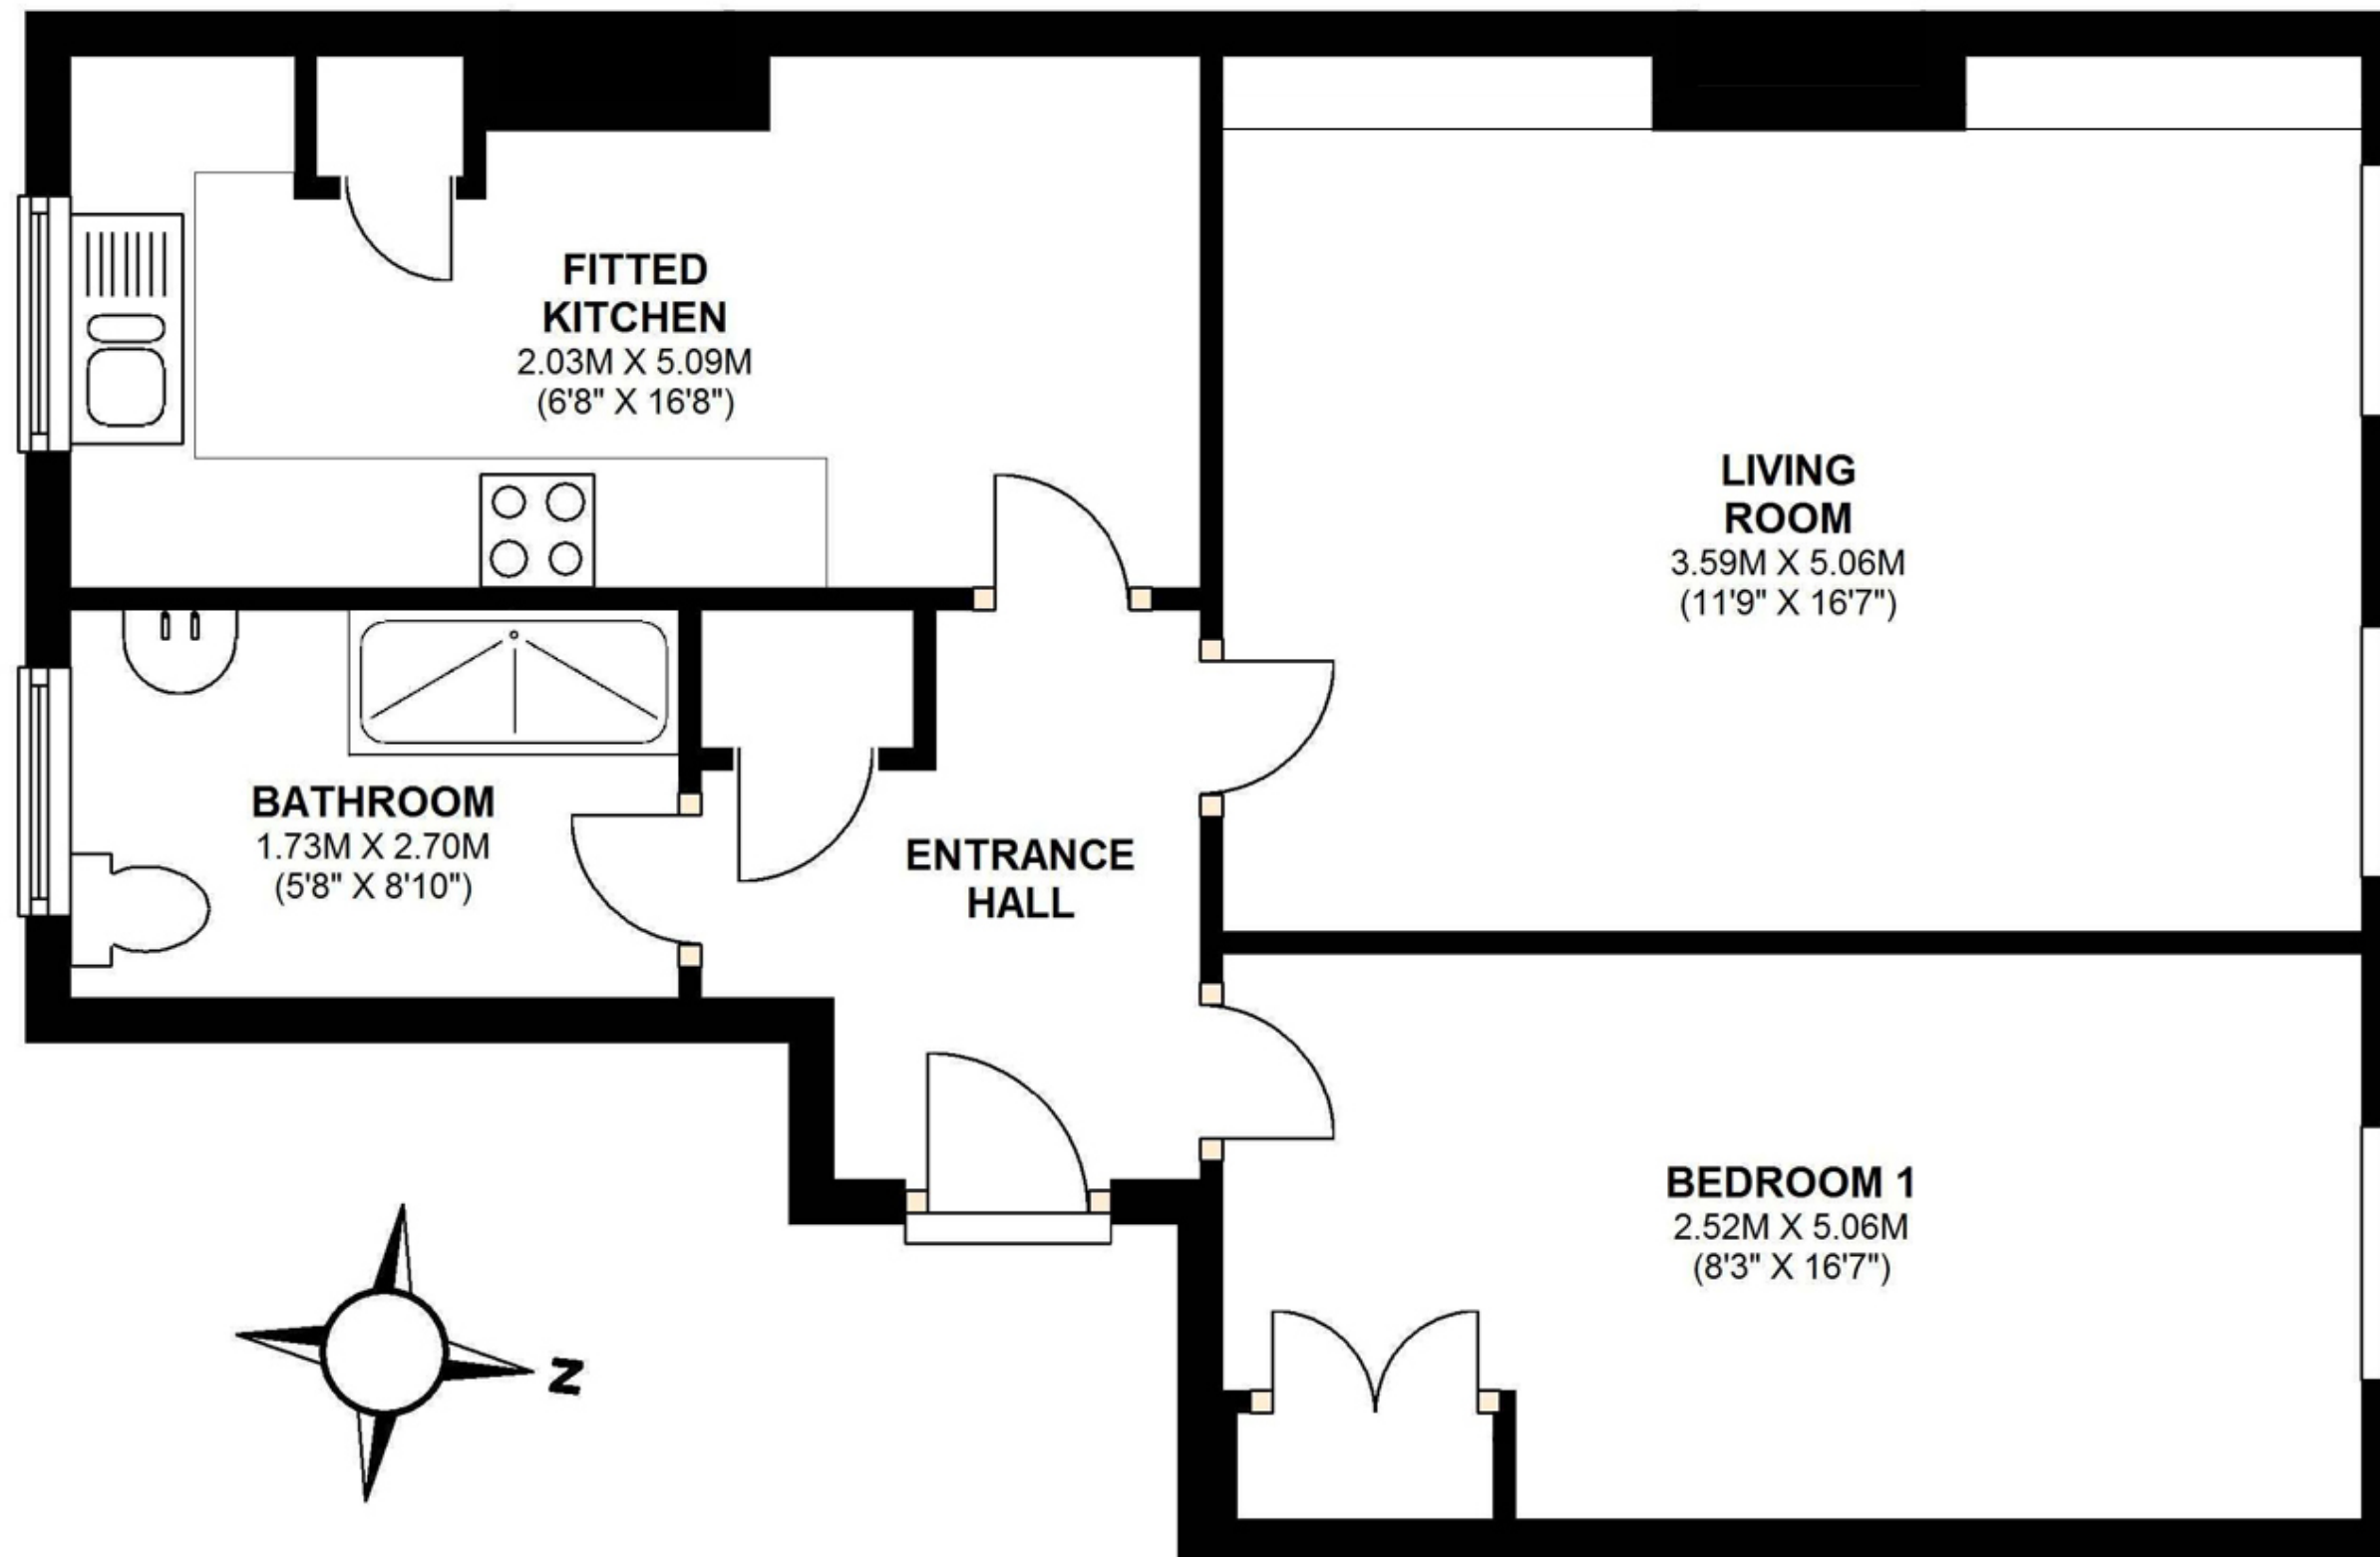 FITTED
KITCHEN
2.03M X 5.09M
(6'8" X 16'8")
LIVING
ROOM
3.59M X 5.06M
(11'9" X 16'7")
BATHROOM
1.73M X 2.70M
(5'8" X 8'10")
ENTRANCE
HALL
BEDROOM 1
2.52M X 5.06M
(8'3" X 16'7")
N